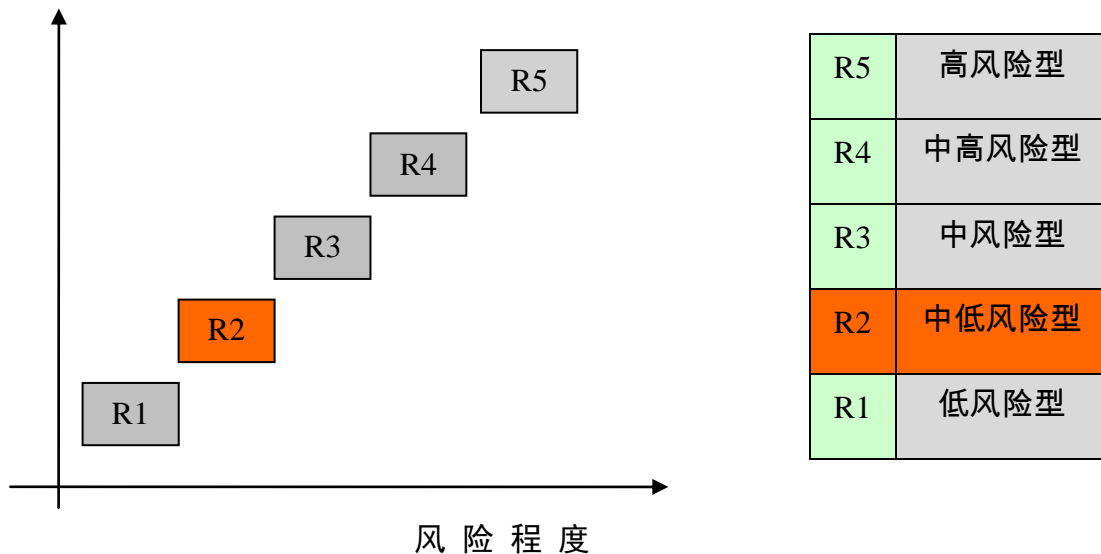 R5
R4
R3
R2
R1
风 险 程 度
R5 高风险型
R4 中高风险型
R3 中风险型
R2 中低风险型
R1 低风险型